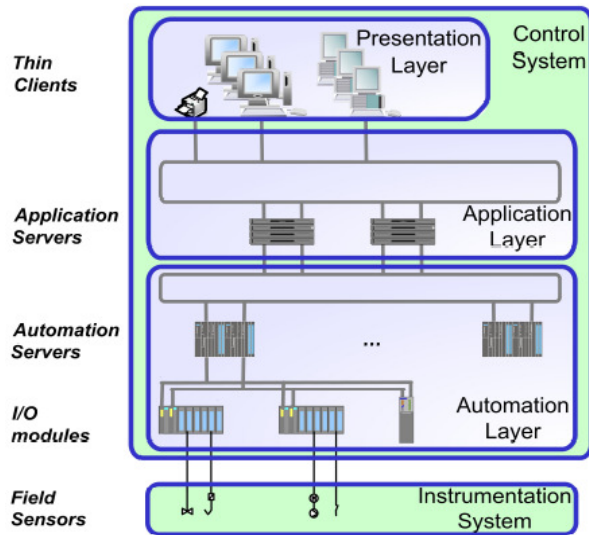 Thin
Clients
Presentation
Layer
Control
System
Application
Servers
Application
Layer
Automation
Servers
...
I/O
modules
Automation
Layer
Field
Sensors
Instrumentation
System